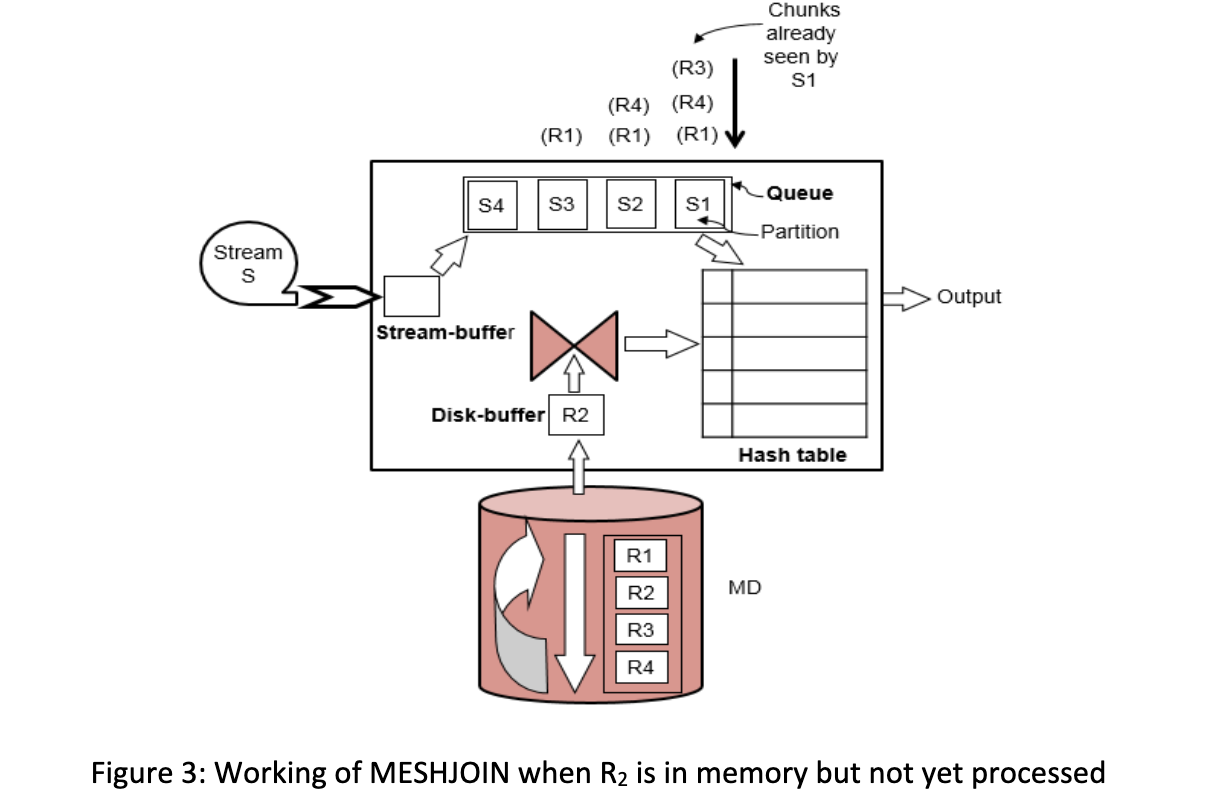 Chunks
already
seen by
S1
(R3)
(R4) (R4)
(R1) (R1) (R1)
S4 S3 S2 S1
Queue
Partition
Stream
S
Output
Stream-buffer
Disk-buffer
R2
Hash table
R1
R2
R3
R4
MD
Figure 3: Working of MESHJOIN when R₂ is in memory but not yet processed